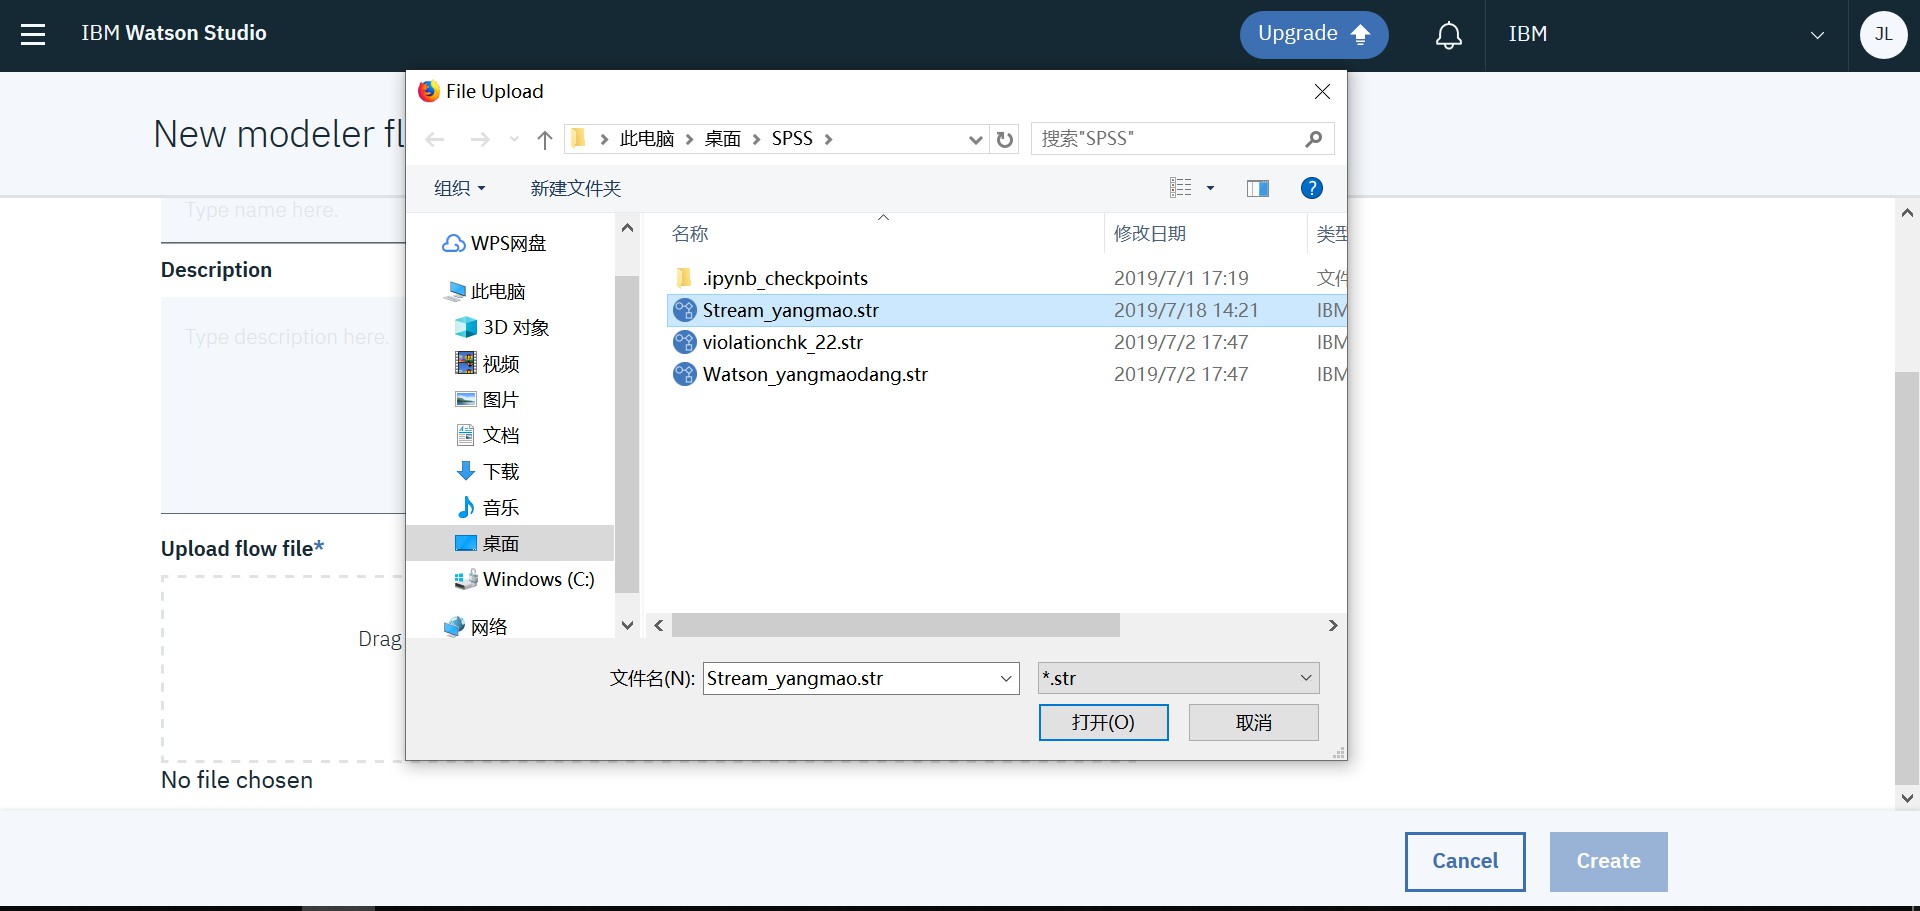 IBM Watson Studio
Upgrade
IBM
JL
File Upload
New modeler fl
此电脑
桌面
SPSS
搜索"SPSS"
组织
新建文件夹
Type name here.
WPS网盘
名称
修改日期
类型
Description
此电脑
.ipynb_checkpoints
2019/7/1 17:19
文件
Stream_yangmao.str
2019/7/18 14:21
IBM
3D 对象
Type description here.
violationchk_22.str
2019/7/2 17:47
IBM
视频
Watson_yangmaodang.str
2019/7/2 17:47
IBM
图片
文档
下载
音乐
Upload flow file*
桌面
Windows (C:)
网络
Drag
文件名(N):
Stream_yangmao.str
*.str
打开(O)
取消
No file chosen
Cancel
Create